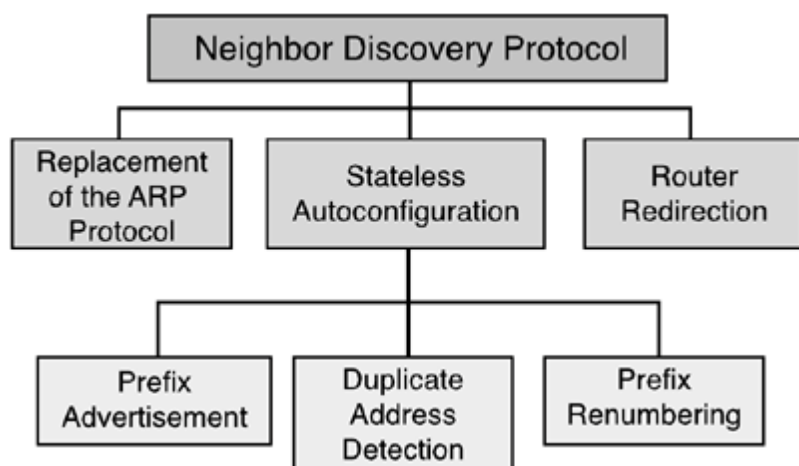 Neighbor Discovery Protocol
Replacement
of the ARP
Protocol
Stateless
Autoconfiguration
Router
Redirection
Prefix
Advertisement
Duplicate
Address
Detection
Prefix
Renumbering